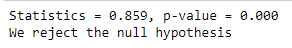 Statistics = 0.859, p-value = 0.000
We reject the null hypothesis